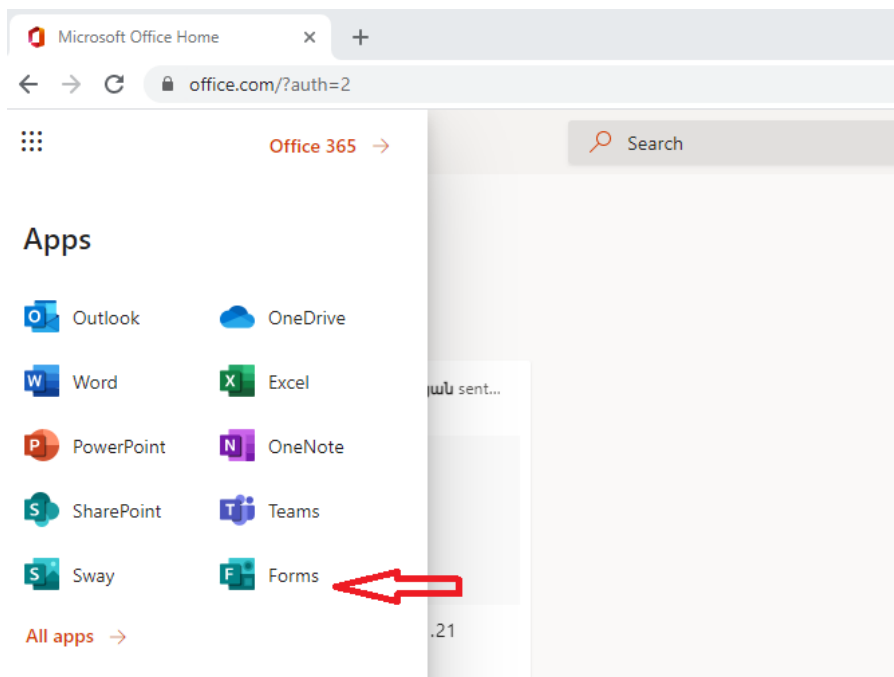 Microsoft Office Home
office.com/?auth=2
Office 365
Search
Apps
Outlook OneDrive
Word Excel
sent...
PowerPoint OneNote
SharePoint Teams
Sway Forms
All apps
.21